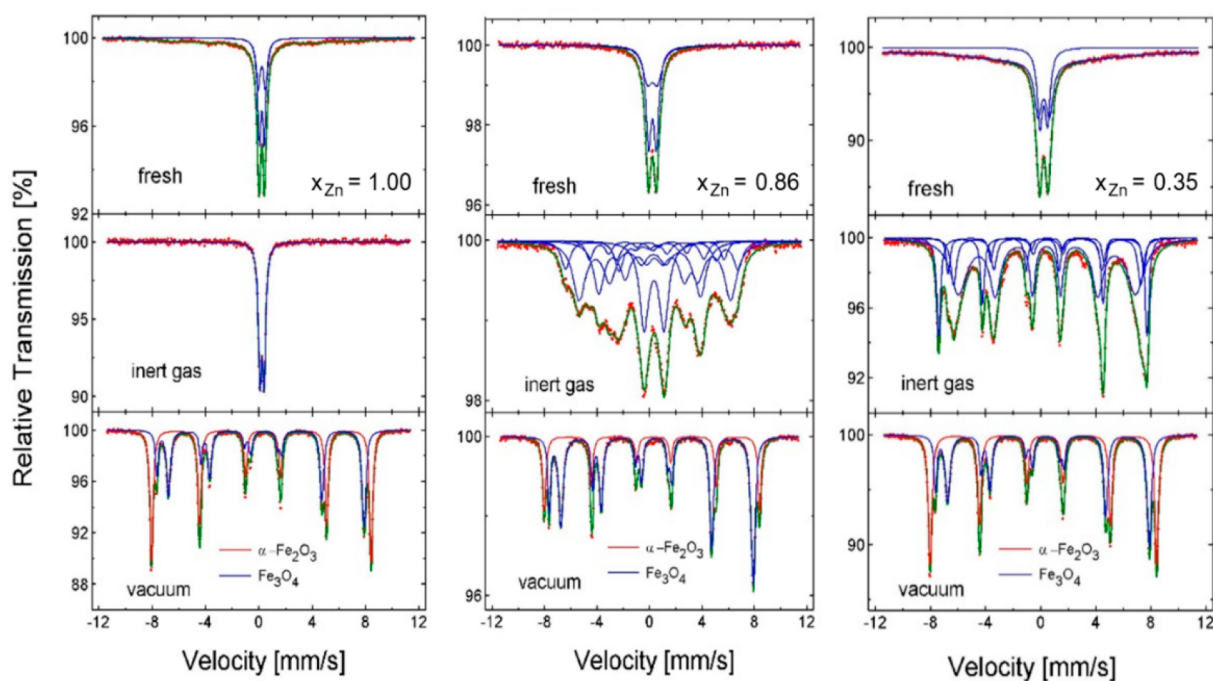 Relative Transmission [%]
100
96
92
fresh
xZn = 1.00
100
95
90
inert gas
100
96
92
88
α-Fe2O3
Fe3O4
vacuum
-12 -8 -4 0 4 8 12
Velocity [mm/s]
100
98
96
fresh
xZn = 0.86
100
98
inert gas
100
96
α-Fe2O3
Fe3O4
vacuum
-12 -8 -4 0 4 8 12
Velocity [mm/s]
100
90
fresh
xZn = 0.35
100
96
92
inert gas
100
90
α-Fe2O3
Fe3O4
vacuum
-12 -8 -4 0 4 8 12
Velocity [mm/s]